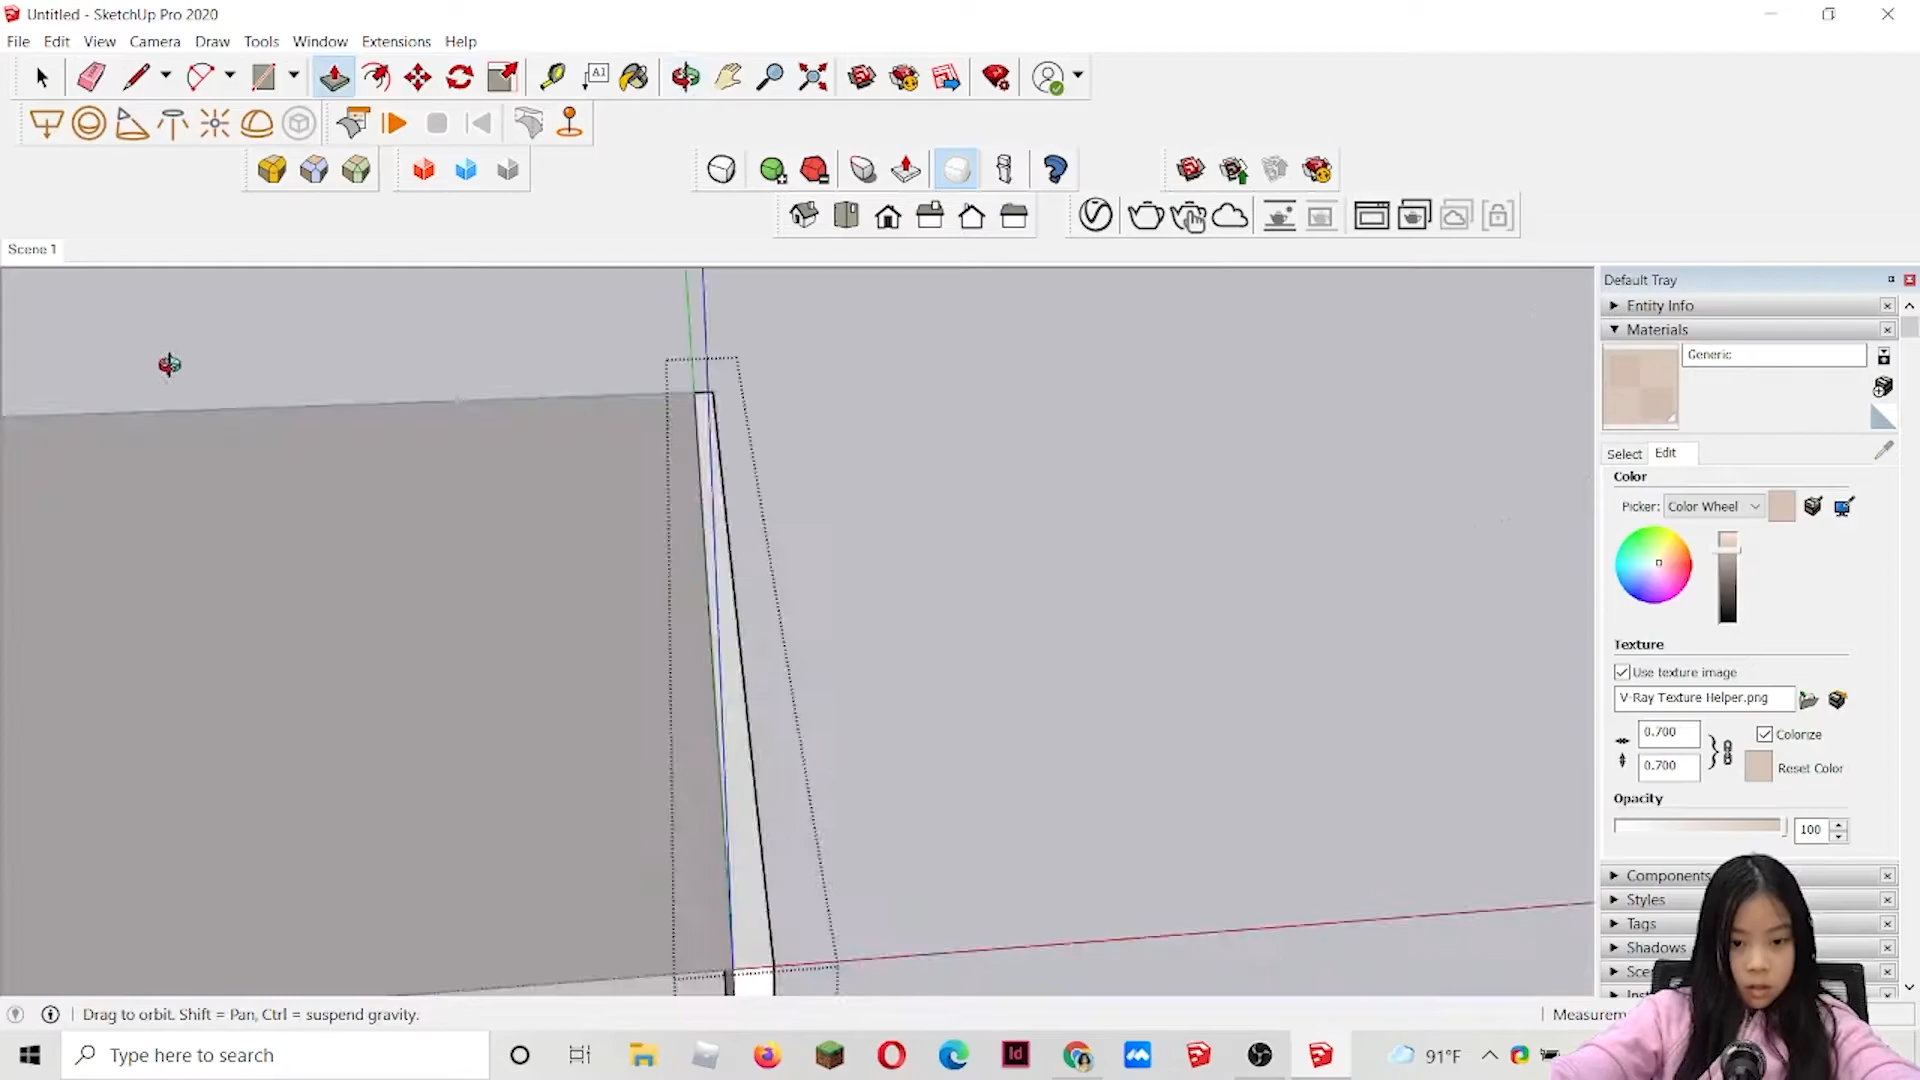 Untitled - SketchUp Pro 2020
File Edit View Camera Draw Tools Window Extensions Help
A1
Scene 1
Default Tray
Entity Info
Materials
Generic
Select Edit
Color
Picker: Color Wheel
Texture
Use texture image
V-Ray Texture Helper.png
0.700
Colorize
0.700
Reset Color
Opacity
100
Components
Styles
Tags
Shadows
Drag to orbit. Shift = Pan, Ctrl = suspend gravity.
Type here to search
Id
91°F